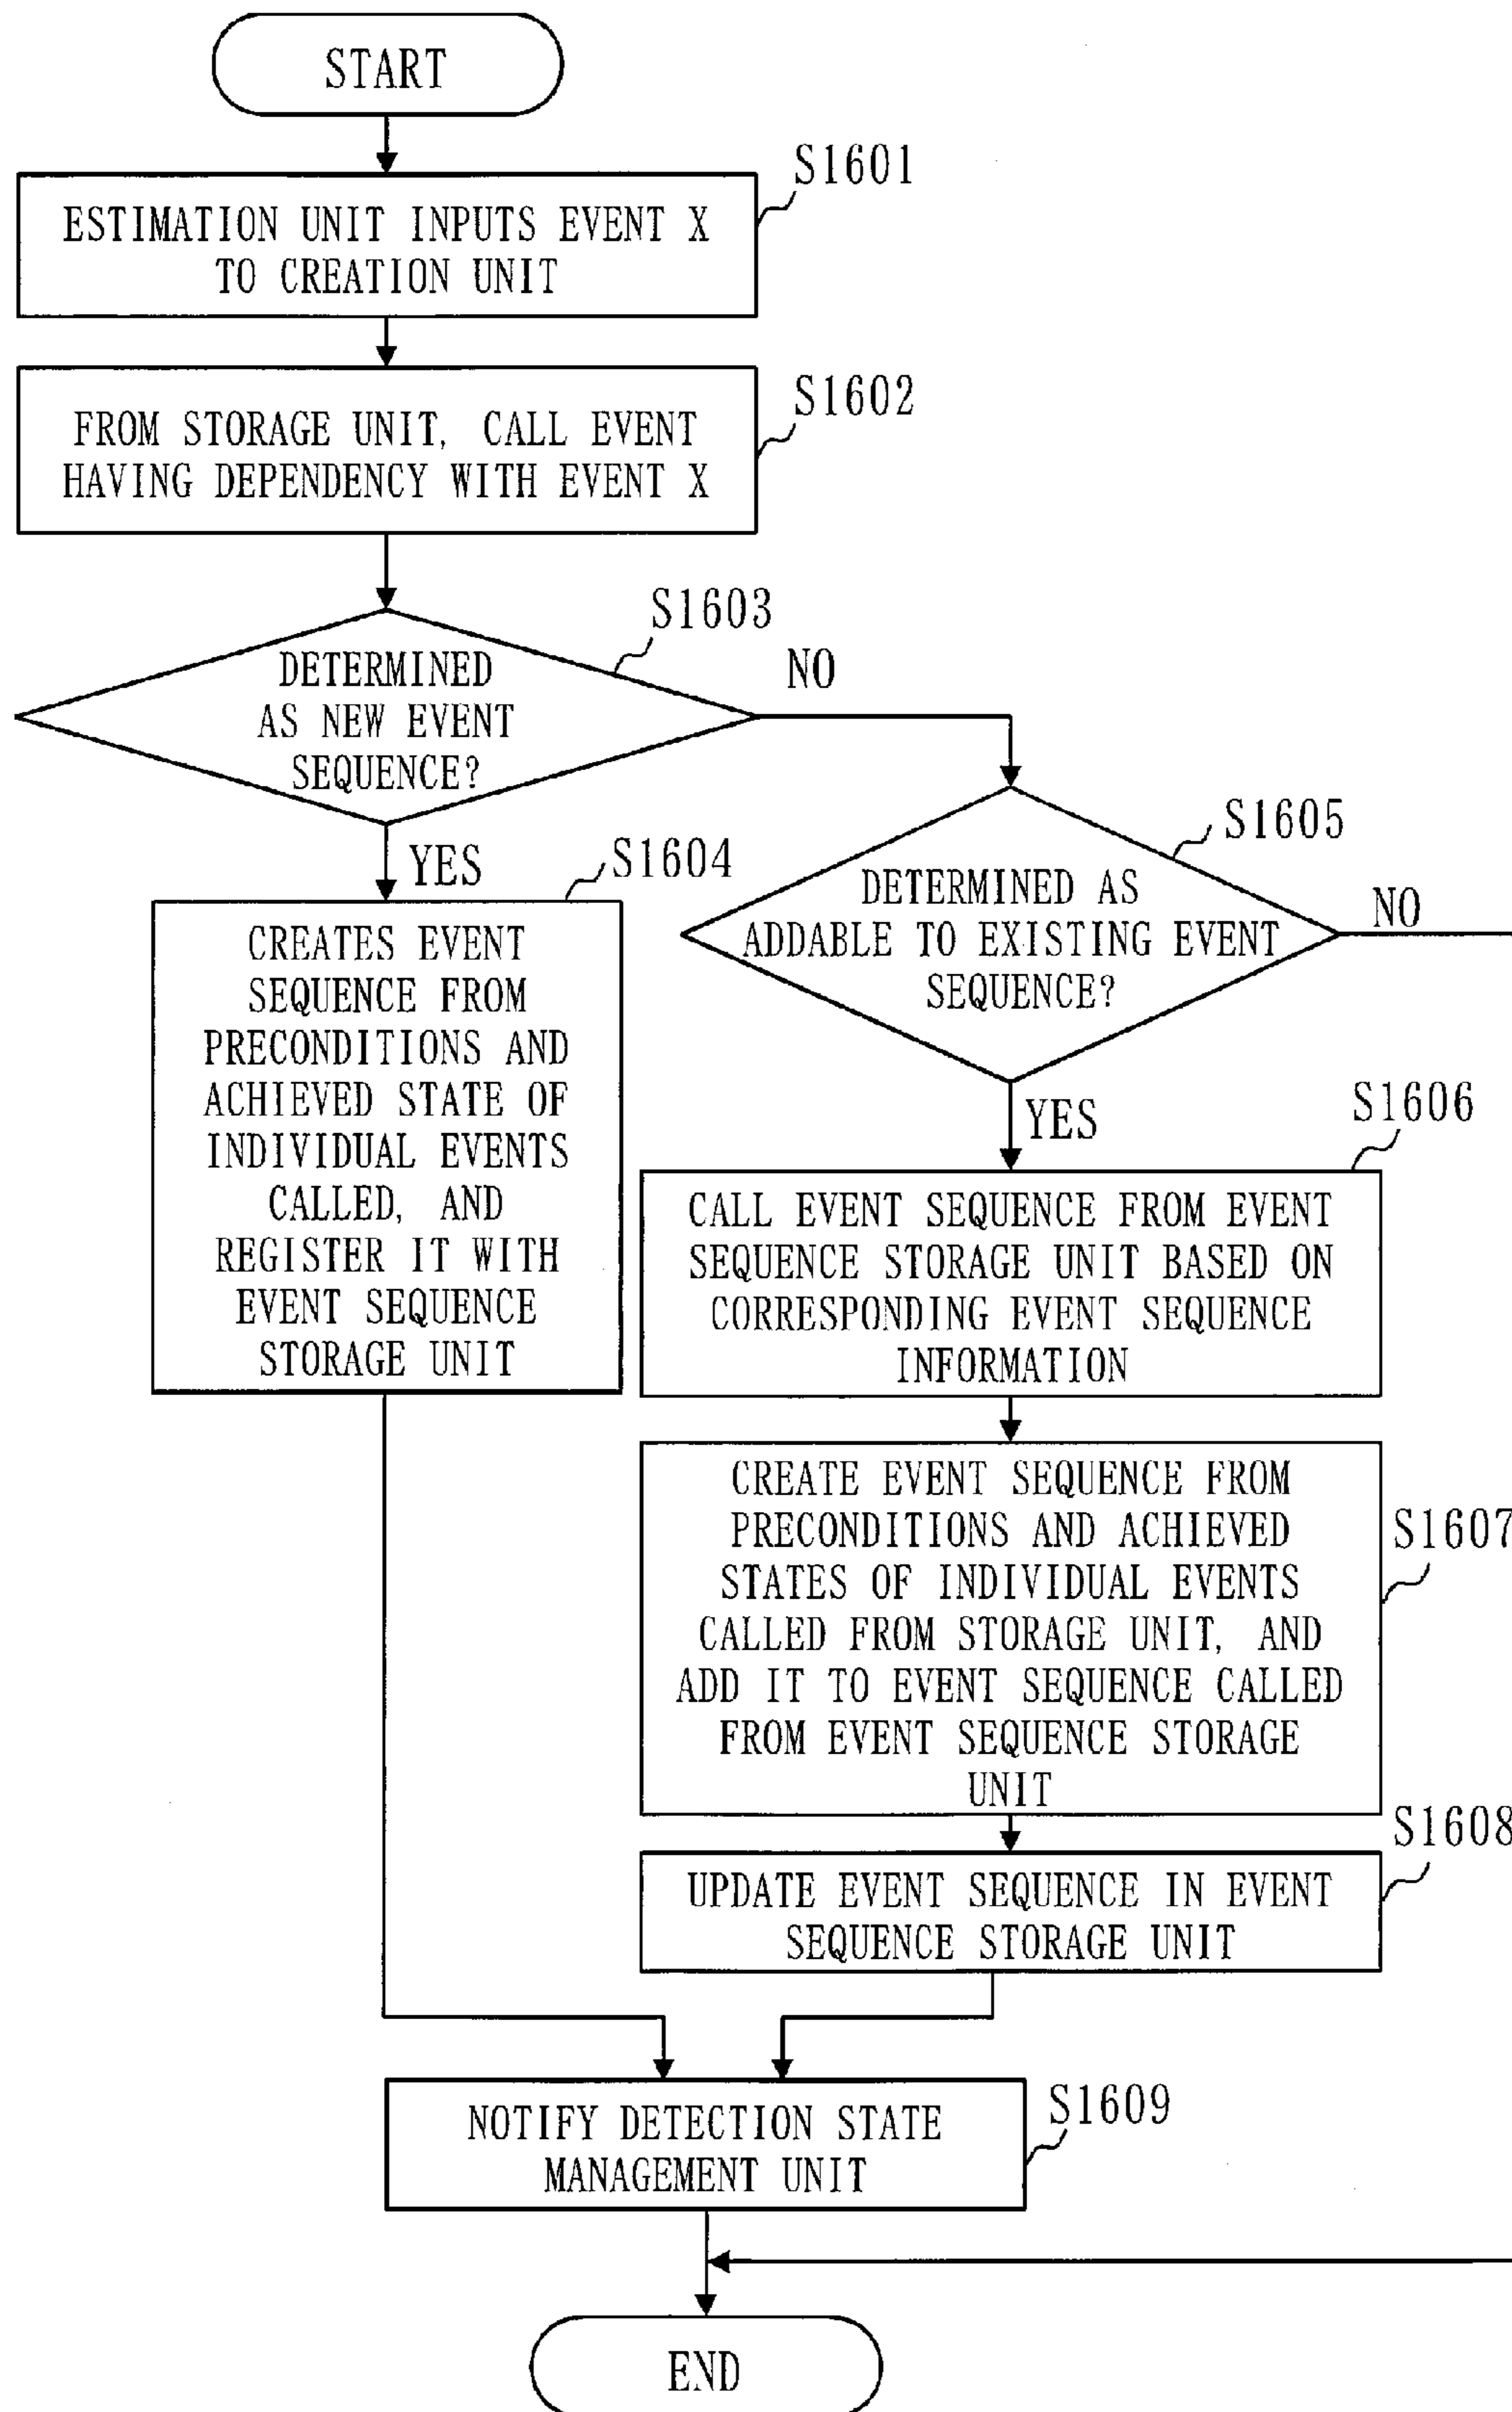 START
S1601
ESTIMATION UNIT INPUTS EVENT X
TO CREATION UNIT
S1602
FROM STORAGE UNIT, CALL EVENT
HAVING DEPENDENCY WITH EVENT X
S1603
DETERMINED
AS NEW EVENT
SEQUENCE?
NO
YES
S1604
CREATES EVENT
SEQUENCE FROM
PRECONDITIONS AND
ACHIEVED STATE OF
INDIVIDUAL EVENTS
CALLED, AND
REGISTER IT WITH
EVENT SEQUENCE
STORAGE UNIT
S1605
DETERMINED AS
ADDABLE TO EXISTING EVENT
SEQUENCE?
NO
YES
S1606
CALL EVENT SEQUENCE FROM EVENT
SEQUENCE STORAGE UNIT BASED ON
CORRESPONDING EVENT SEQUENCE
INFORMATION
S1607
CREATE EVENT SEQUENCE FROM
PRECONDITIONS AND ACHIEVED
STATES OF INDIVIDUAL EVENTS
CALLED FROM STORAGE UNIT, AND
ADD IT TO EVENT SEQUENCE CALLED
FROM EVENT SEQUENCE STORAGE
UNIT
S1608
UPDATE EVENT SEQUENCE IN EVENT
SEQUENCE STORAGE UNIT
S1609
NOTIFY DETECTION STATE
MANAGEMENT UNIT
END